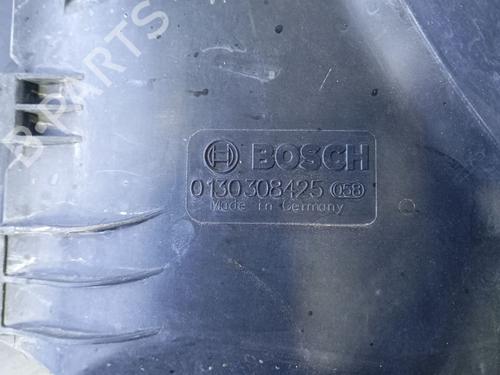 B-PARTS
BOSCH
0130308425 058
Made in Germany